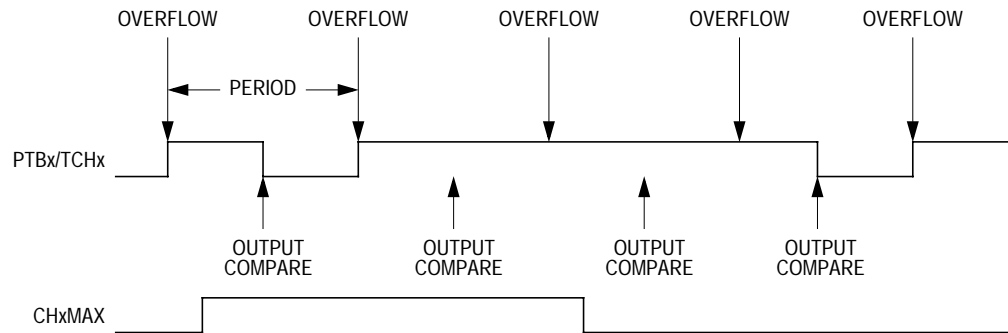 OVERFLOW OVERFLOW OVERFLOW OVERFLOW OVERFLOW
PERIOD
PTBx/TCHx
OUTPUT COMPARE
OUTPUT COMPARE
OUTPUT COMPARE
OUTPUT COMPARE
CHxMAX